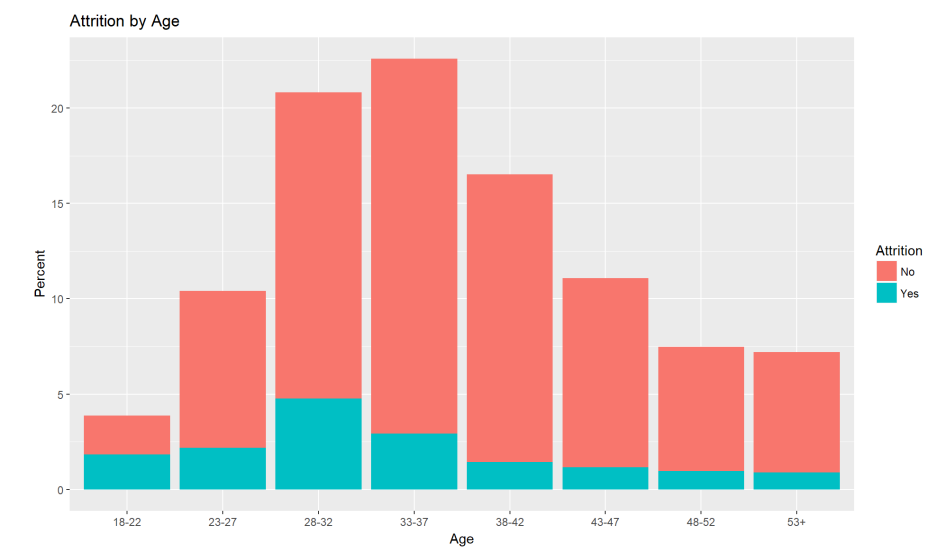 Attrition by Age
Percent
20
15
10
5
0
18-22 23-27 28-32 33-37 38-42 43-47 48-52 53+
Age
Attrition
No
Yes